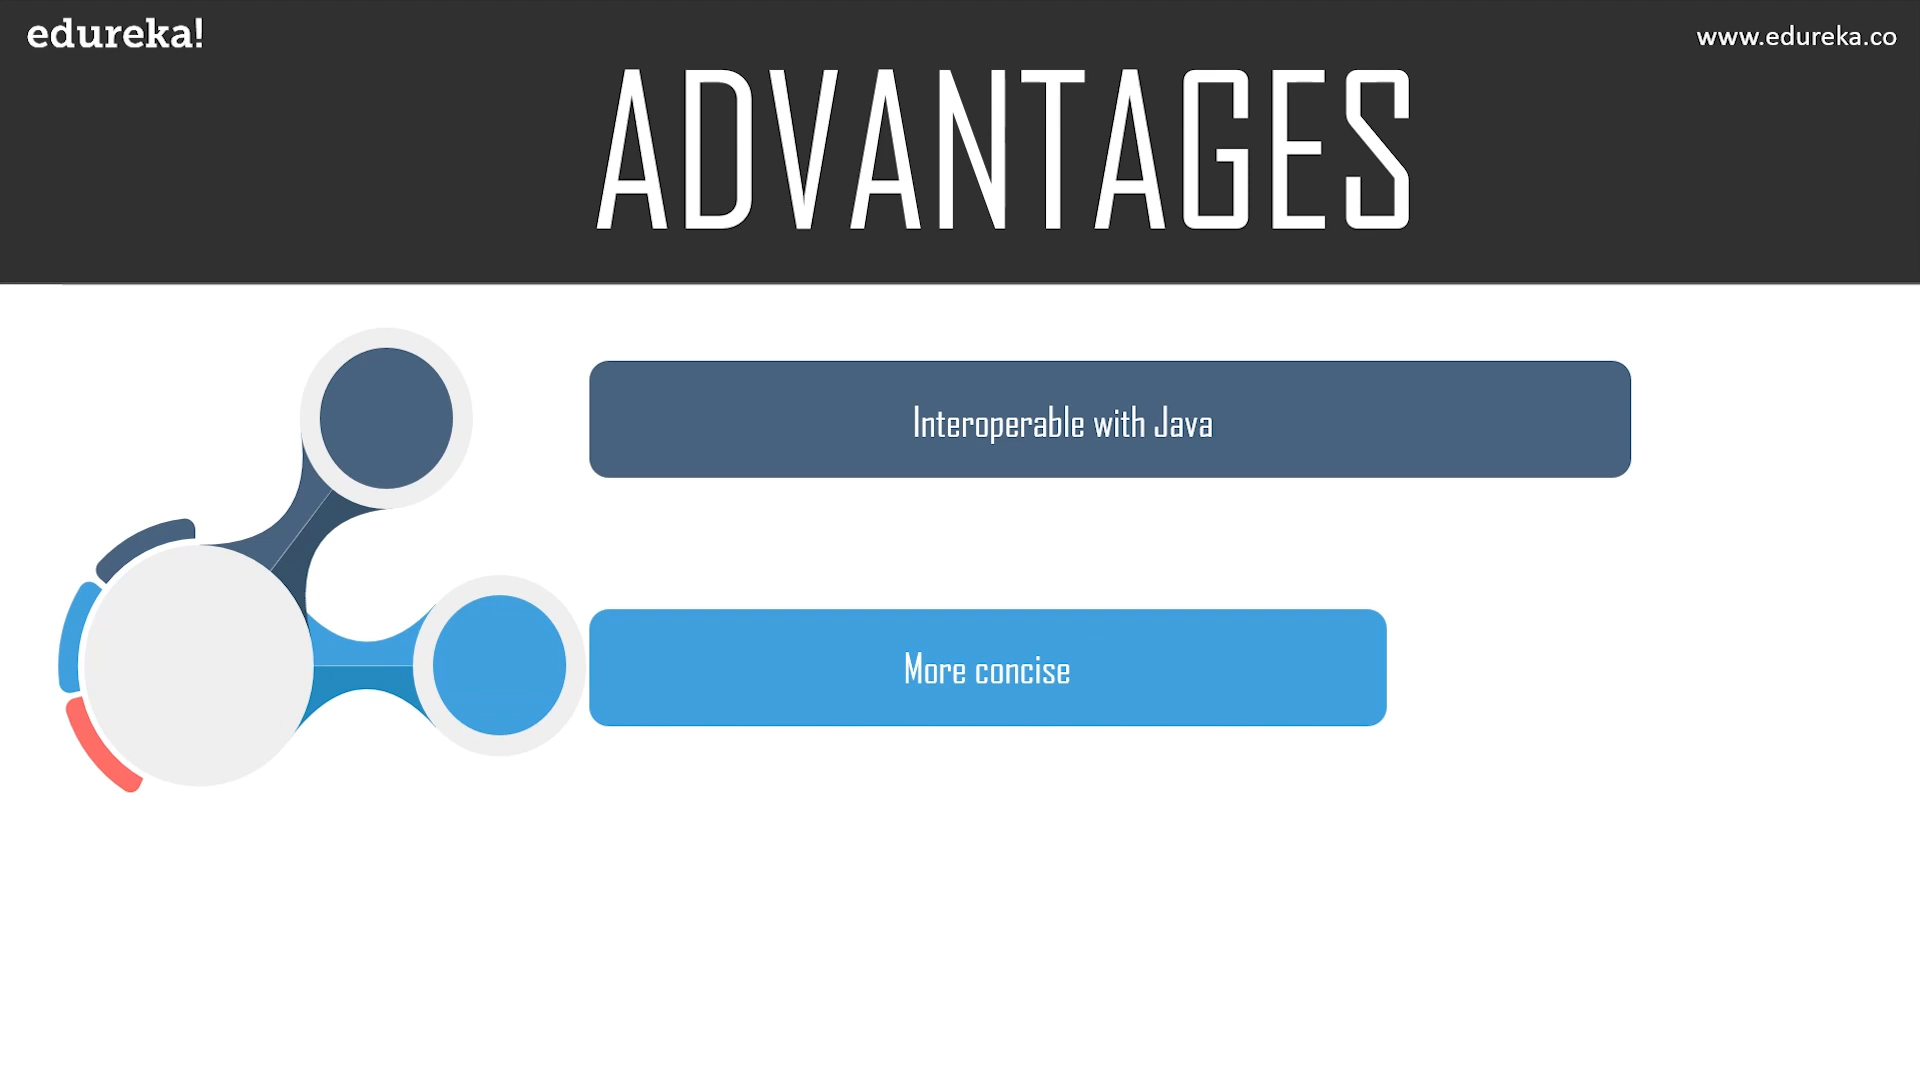 edureka!
www.edureka.co
ADVANTAGES
Interoperable with Java
More concise